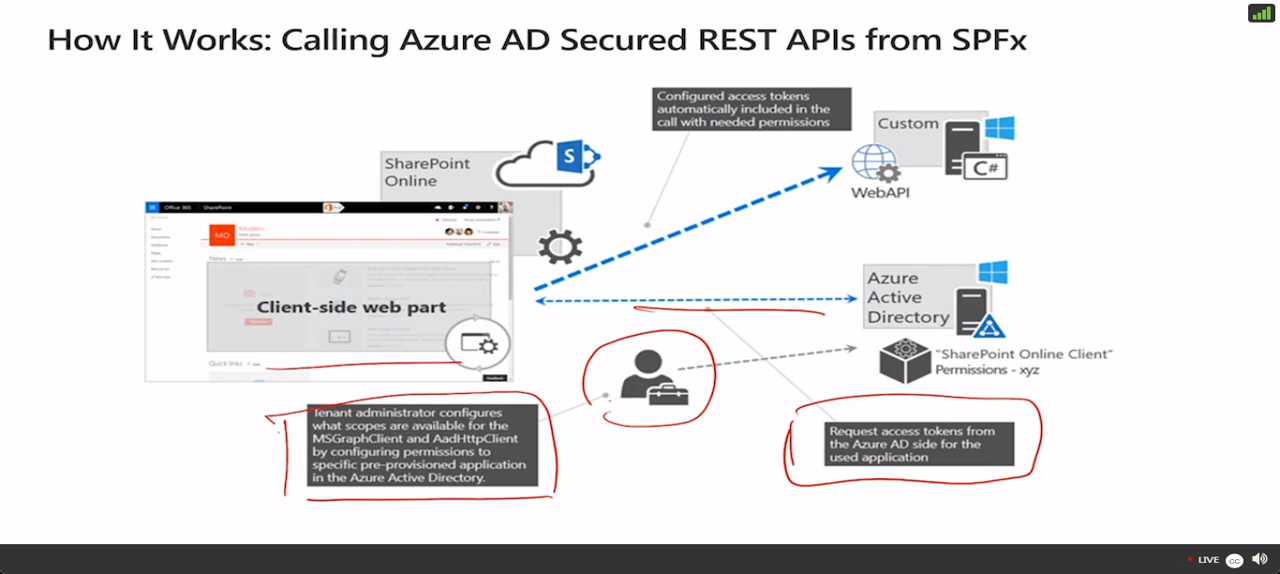 How It Works: Calling Azure AD Secured REST APIs from SPFx
Configured access tokens
automatically included in the
call with needed permissions
Custom
C#
WebAPI
SharePoint
Online
S
Office 365
SharePoint
MO
Modern
News
Client-side web part
Quick links
Azure
Active
Directory
"SharePoint Online Client"
Permissions - xyz
Tenant administrator configures
what scopes are available for the
MSGraphClient and AadHttpClient
by configuring permissions to
specific pre-provisioned application
in the Azure Active Directory.
Request access tokens from
the Azure AD side for the
used application
LIVE
CC